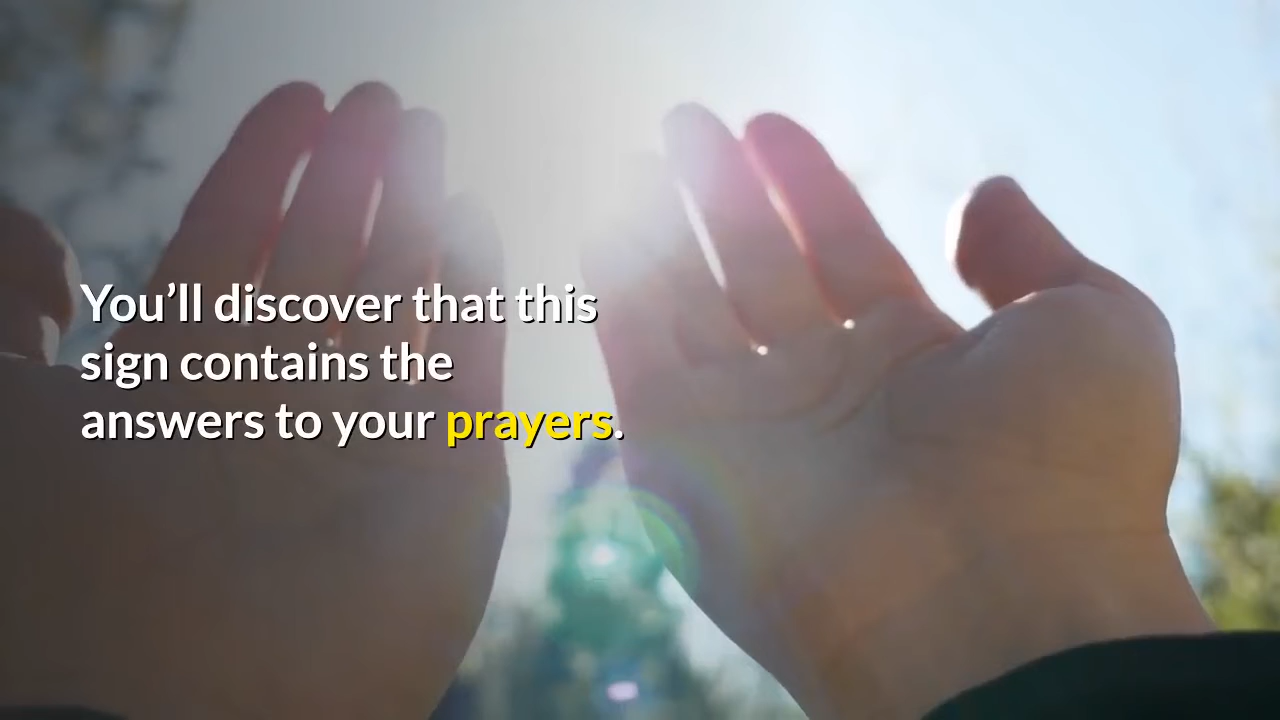 You’ll discover that this
sign contains the
answers to your prayers.